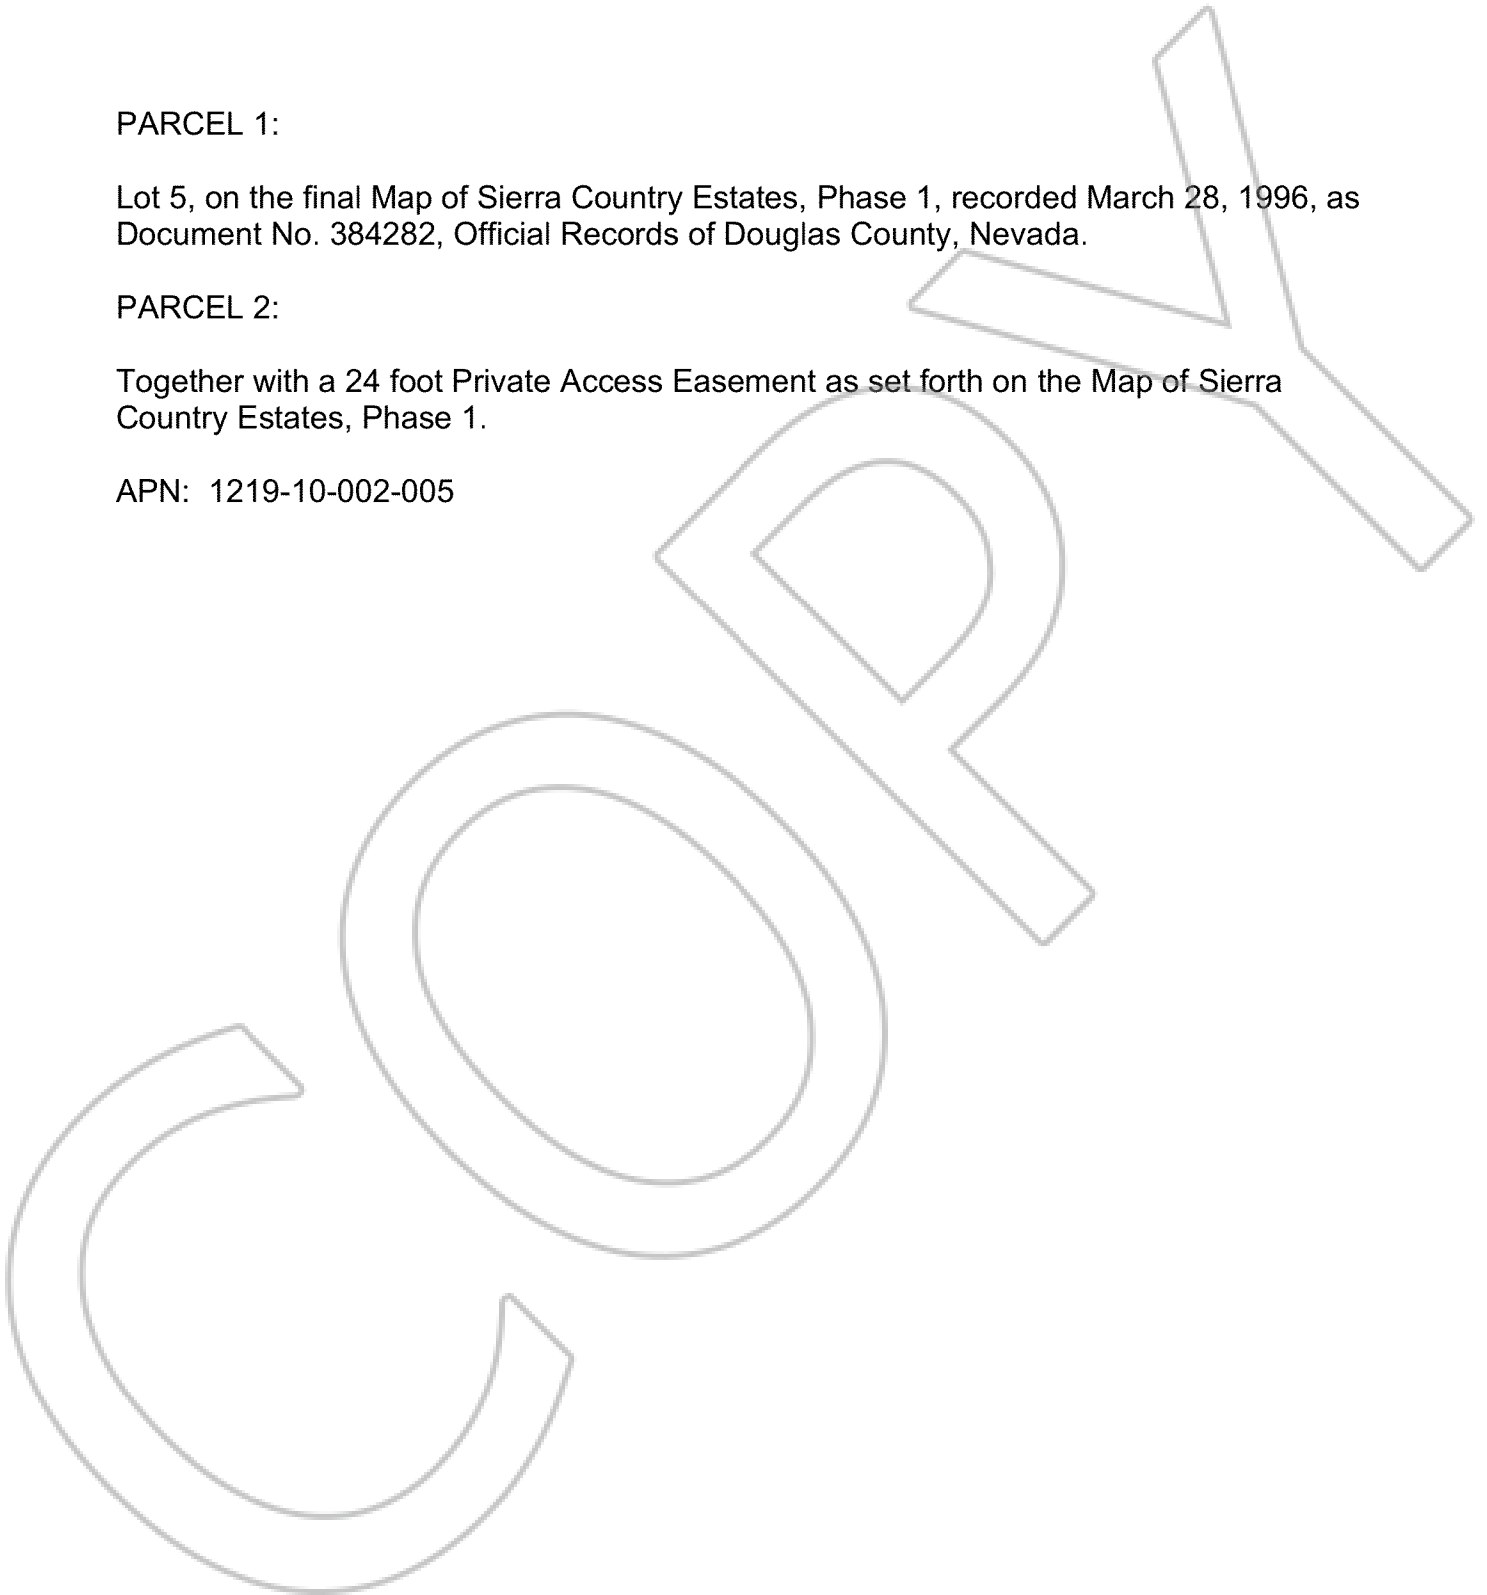 PARCEL 1:
Lot 5, on the final Map of Sierra Country Estates, Phase 1, recorded March 28, 1996, as
Document No. 384282, Official Records of Douglas County, Nevada.
PARCEL 2:
Together with a 24 foot Private Access Easement as set forth on the Map of Sierra
Country Estates, Phase 1.
APN:  1219-10-002-005
COPY